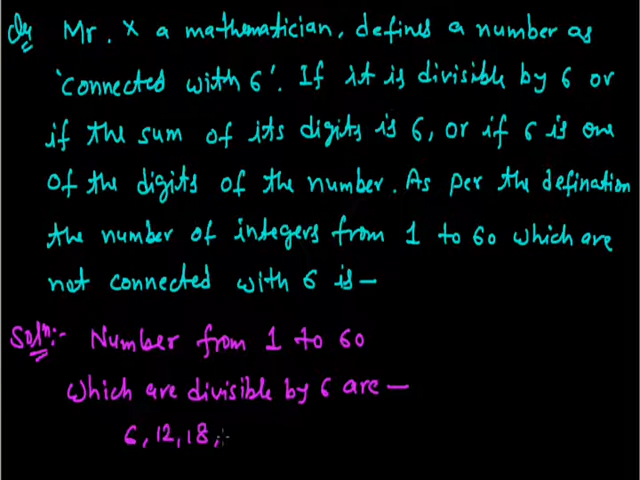 Qn Mr. X a mathematician, defines a number as
'connected with 6'. If it is divisible by 6 or
if the sum of its digits is 6, or if 6 is one
of the digits of the number. As per the defination
the number of integers from 1 to 60 which are
not connected with 6 is —
Solⁿ:- Number from 1 to 60
which are divisible by 6 are —
6, 12, 18,